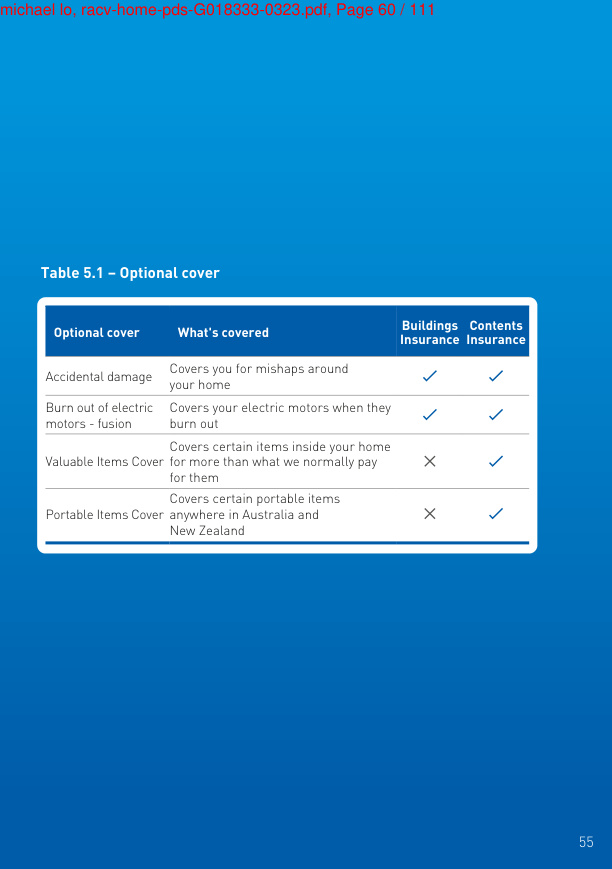 michael lo, racv-home-pds-G018333-0323.pdf, Page 60 / 111
Table 5.1 – Optional cover
Optional cover What's covered Buildings Insurance Contents Insurance
Accidental damage Covers you for mishaps around your home ✓ ✓
Burn out of electric motors - fusion Covers your electric motors when they burn out ✓ ✓
Valuable Items Cover Covers certain items inside your home for more than what we normally pay for them ✕ ✓
Portable Items Cover Covers certain portable items anywhere in Australia and New Zealand ✕ ✓
55